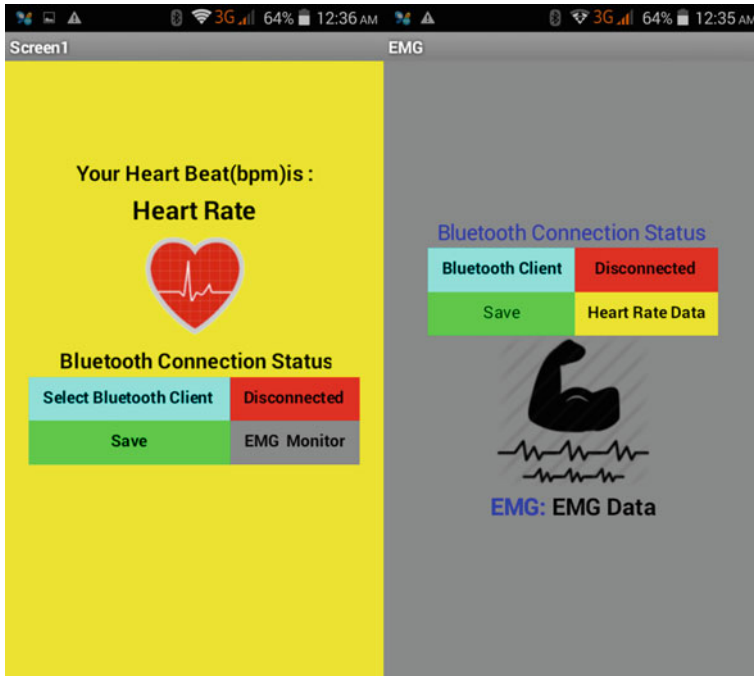 3G 64% 12:36 AM
Screen1
Your Heart Beat(bpm)is :
Heart Rate
Bluetooth Connection Status
Select Bluetooth Client Disconnected
Save EMG Monitor
3G 64% 12:35 AM
EMG
Bluetooth Connection Status
Bluetooth Client Disconnected
Save Heart Rate Data
EMG: EMG Data